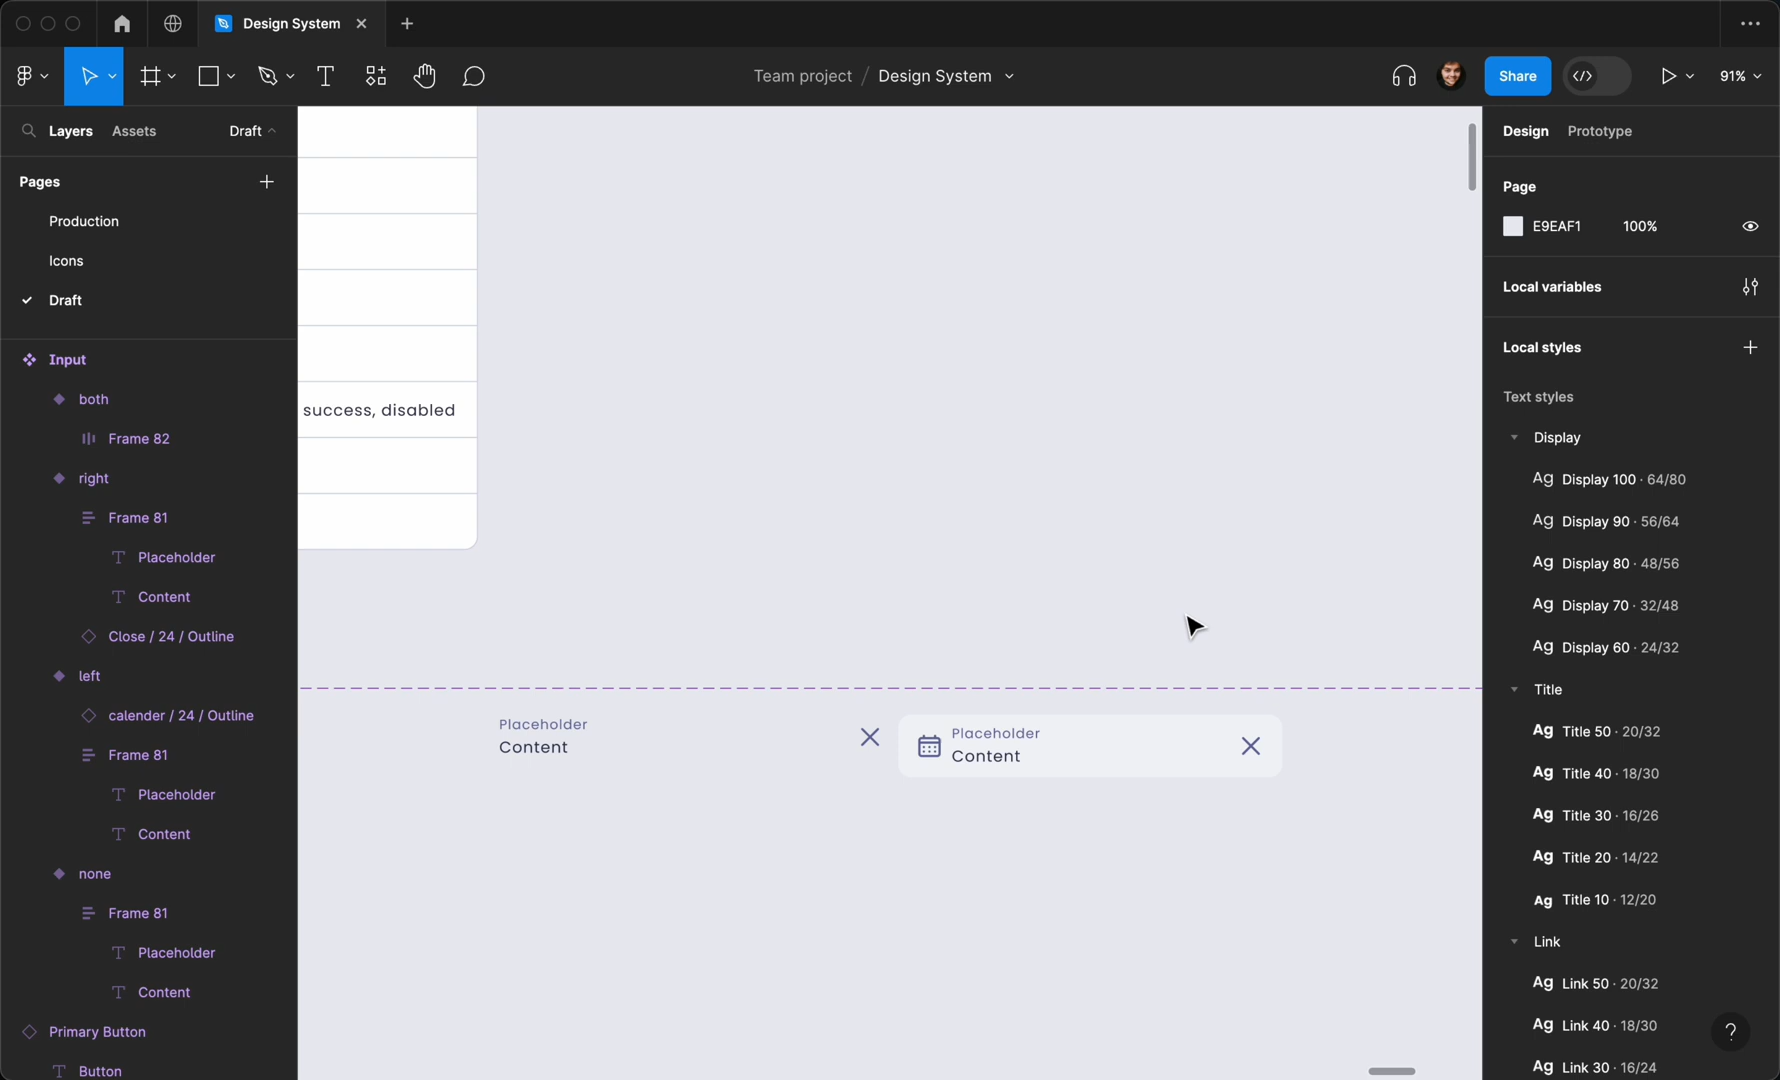 Design System
Team project / Design System
Share
91%
Layers Assets Draft
Pages
Production
Icons
Draft
Input
both
Frame 82
right
Frame 81
Placeholder
Content
Close / 24 / Outline
left
calender / 24 / Outline
Frame 81
Placeholder
Content
none
Frame 81
Placeholder
Content
Primary Button
Button
success, disabled
Placeholder
Content
Placeholder
Content
Design Prototype
Page
E9EAF1 100%
Local variables
Local styles
Text styles
Display
Ag Display 100 · 64/80
Ag Display 90 · 56/64
Ag Display 80 · 48/56
Ag Display 70 · 32/48
Ag Display 60 · 24/32
Title
Ag Title 50 · 20/32
Ag Title 40 · 18/30
Ag Title 30 · 16/26
Ag Title 20 · 14/22
Ag Title 10 · 12/20
Link
Ag Link 50 · 20/32
Ag Link 40 · 18/30
Ag Link 30 · 16/24
?